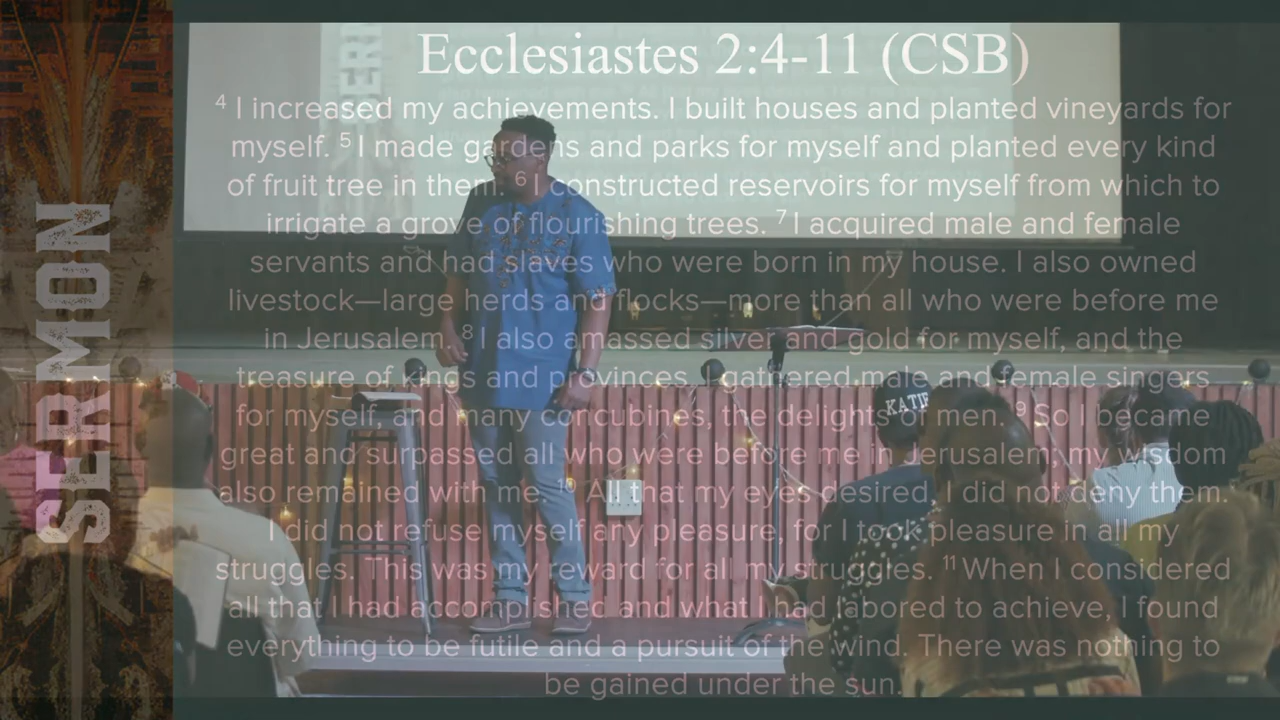 Ecclesiastes 2:4-11 (CSB)
4 I increased my achievements. I built houses and planted vineyards for
myself. 5 I made gardens and parks for myself and planted every kind
of fruit tree in them. 6 I constructed reservoirs for myself from which to
irrigate a grove of flourishing trees. 7 I acquired male and female
servants and had slaves who were born in my house. I also owned
livestock—large herds and flocks—more than all who were before me
in Jerusalem. 8 I also amassed silver and gold for myself, and the
treasure of kings and provinces. I gathered male and female singers
for myself, and many concubines, the delights of men. 9 So I became
great and surpassed all who were before me in Jerusalem; my wisdom
also remained with me. 10 All that my eyes desired, I did not deny them.
I did not refuse myself any pleasure, for I took pleasure in all my
struggles. This was my reward for all my struggles. 11 When I considered
all that I had accomplished and what I had labored to achieve, I found
everything to be futile and a pursuit of the wind. There was nothing to
be gained under the sun.
SERMON
KATIE